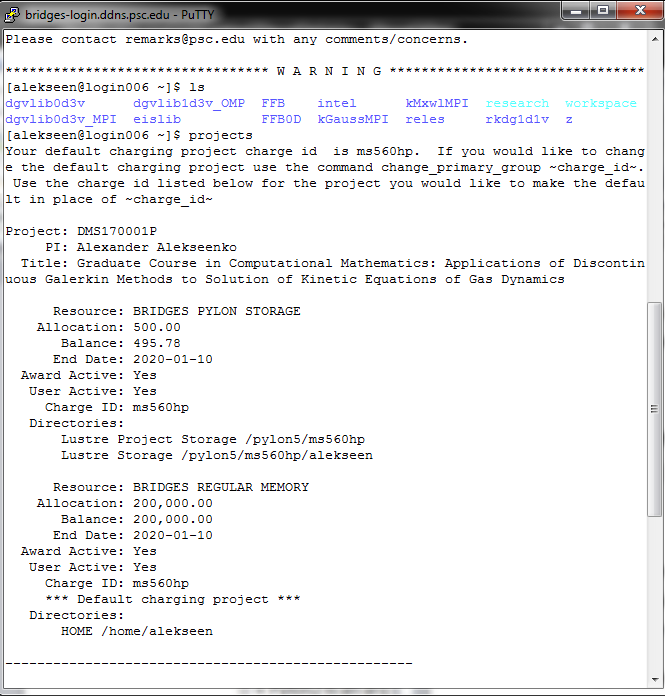 bridges-login.ddns.psc.edu - PuTTY
Please contact remarks@psc.edu with any comments/concerns.
********************************* W A R N I N G ********************************
[alekseen@login006 ~]$ ls
dgvlib0d3v dgvlib1d3v_OMP FFB intel kMxwlMPI research workspace
dgvlib0d3v_MPI eislib FFB0D kGaussMPI reles rkdg1d1v z
[alekseen@login006 ~]$ projects
Your default charging project charge id is ms560hp. If you would like to chang
e the default charging project use the command change_primary_group ~charge_id~.
Use the charge id listed below for the project you would like to make the defau
lt in place of ~charge_id~
Project: DMS170001P
PI: Alexander Alekseenko
Title: Graduate Course in Computational Mathematics: Applications of Discontin
uous Galerkin Methods to Solution of Kinetic Equations of Gas Dynamics
Resource: BRIDGES PYLON STORAGE
Allocation: 500.00
Balance: 495.78
End Date: 2020-01-10
Award Active: Yes
User Active: Yes
Charge ID: ms560hp
Directories:
Lustre Project Storage /pylon5/ms560hp
Lustre Storage /pylon5/ms560hp/alekseen
Resource: BRIDGES REGULAR MEMORY
Allocation: 200,000.00
Balance: 200,000.00
End Date: 2020-01-10
Award Active: Yes
User Active: Yes
Charge ID: ms560hp
*** Default charging project ***
Directories:
HOME /home/alekseen
---------------------------------------------------